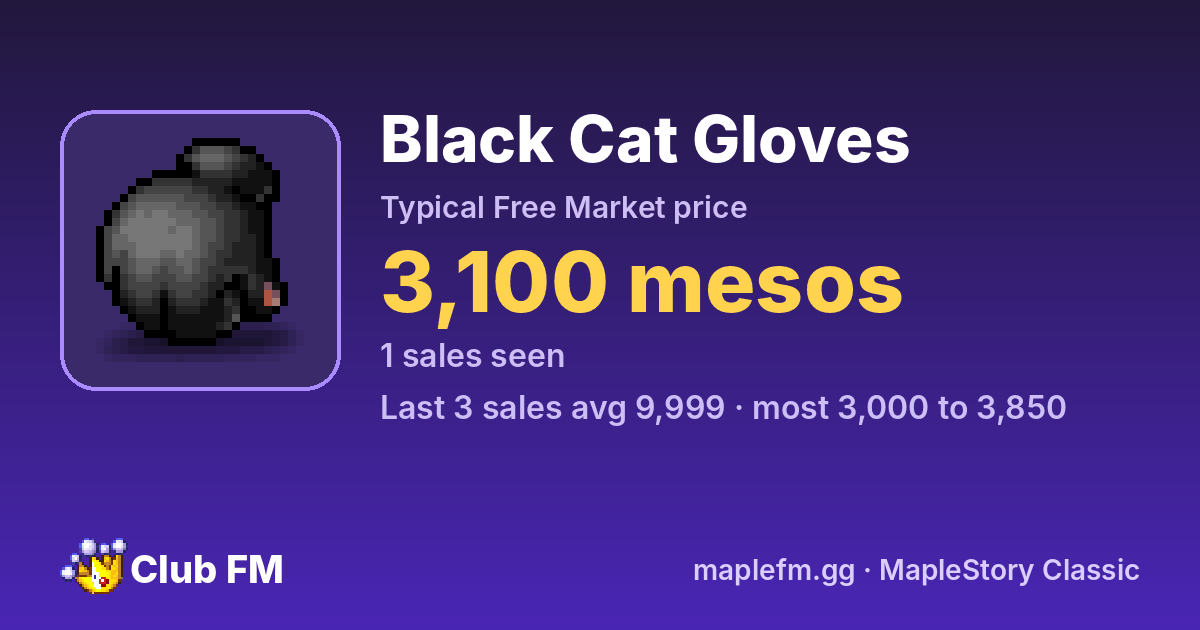 Black Cat Gloves
Typical Free Market price
3,100 mesos
1 sales seen
Last 3 sales avg 9,999 · most 3,000 to 3,850
Club FM
maplefm.gg · MapleStory Classic